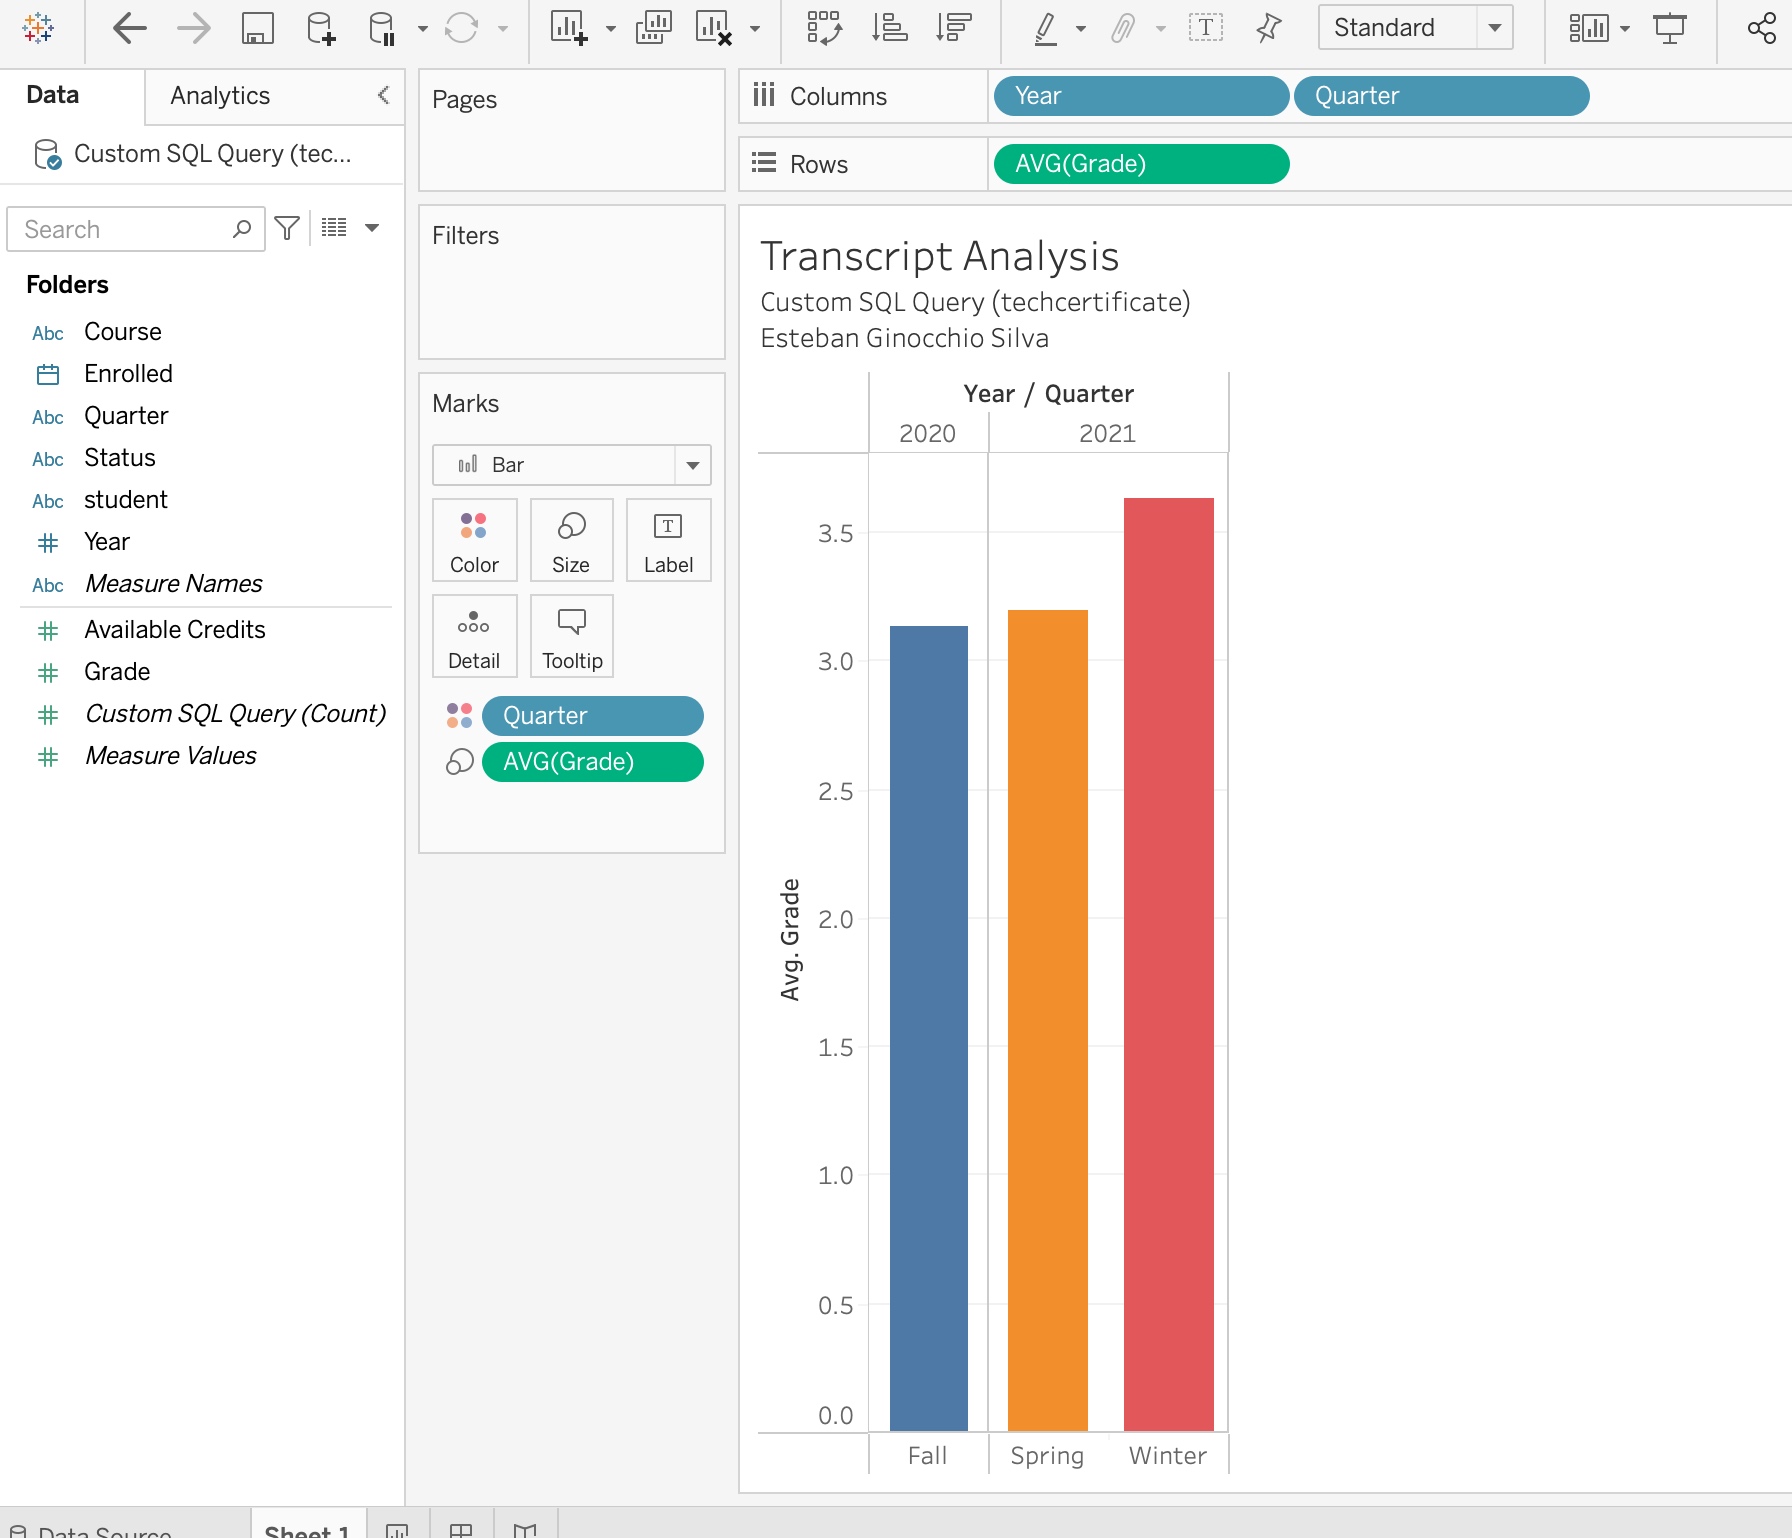 Standard
Data
Analytics
Custom SQL Query (tec...
Search
Folders
Abc Course
Enrolled
Abc Quarter
Abc Status
Abc student
Year
Abc Measure Names
Available Credits
Grade
Custom SQL Query (Count)
Measure Values
Pages
Filters
Marks
Bar
Color
Size
T
Label
Detail
Tooltip
Quarter
AVG(Grade)
Columns
Year
Quarter
Rows
AVG(Grade)
Transcript Analysis
Custom SQL Query (techcertificate)
Esteban Ginocchio Silva
Year / Quarter
2020
2021
3.5
3.0
2.5
2.0
1.5
1.0
0.5
0.0
Avg. Grade
Fall
Spring
Winter
Data Source
Sheet 1